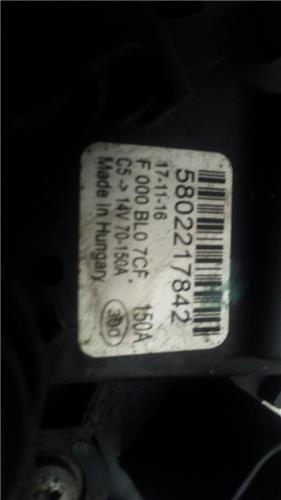 5802217842
17-11-16
F 000 BL0 7CF 150A
C5 -> 14V 70-150A
Made in Hungary